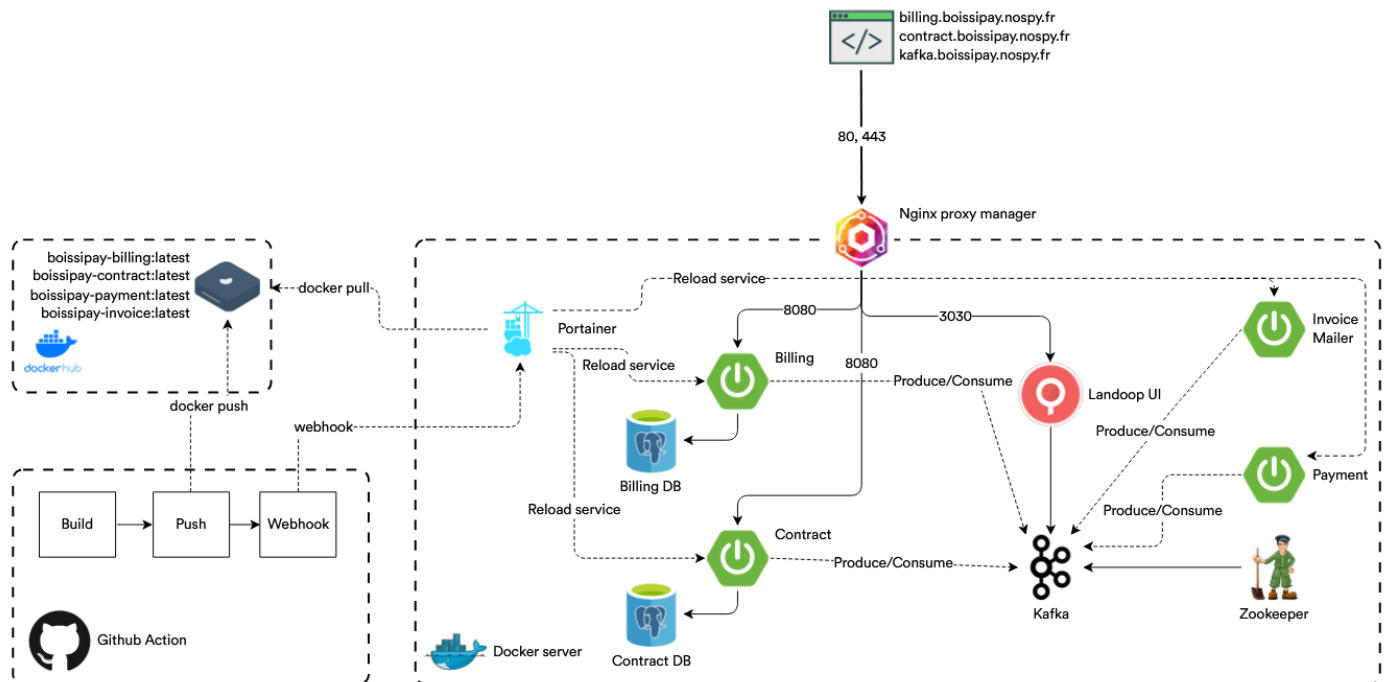 billing.boissipay.nospy.fr
contract.boissipay.nospy.fr
kafka.boissipay.nospy.fr
80, 443
Nginx proxy manager
boissipay-billing:latest
boissipay-contract:latest
boissipay-payment:latest
boissipay-invoice:latest
dockerhub
docker pull
docker push
webhook
Build
Push
Webhook
Github Action
Portainer
Reload service
Reload service
Reload service
8080
3030
8080
Billing
Produce/Consume
Landoop UI
Invoice
Mailer
Produce/Consume
Payment
Produce/Consume
Billing DB
Contract
Produce/Consume
Kafka
Zookeeper
Contract DB
Docker server